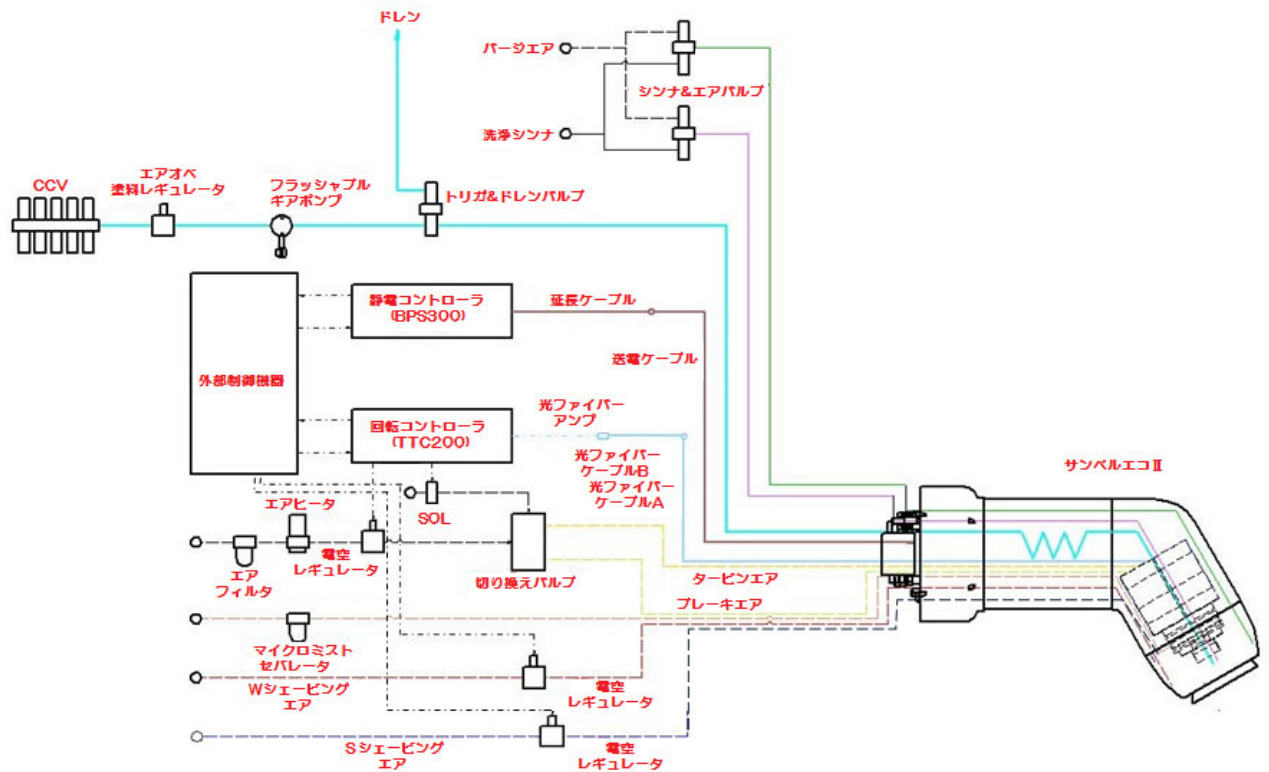 ドレン
パージエア
シンナ&エアバルブ
洗浄シンナ
CCV
エアオペ
塗料レギュレータ
フラッシャブル
ギアポンプ
トリガ&ドレンバルブ
外部制御機器
静電コントローラ
(BPS300)
延長ケーブル
送電ケーブル
回転コントローラ
(TTC200)
光ファイバー
アンプ
光ファイバー
ケーブルB
光ファイバー
ケーブルA
サンベルエコⅡ
エアヒータ
SOL
エア
フィルタ
電空
レギュレータ
切り換えバルブ
タービンエア
ブレーキエア
マイクロミスト
セパレータ
Wシェービング
エア
電空
レギュレータ
Sシェービング
エア
電空
レギュレータ